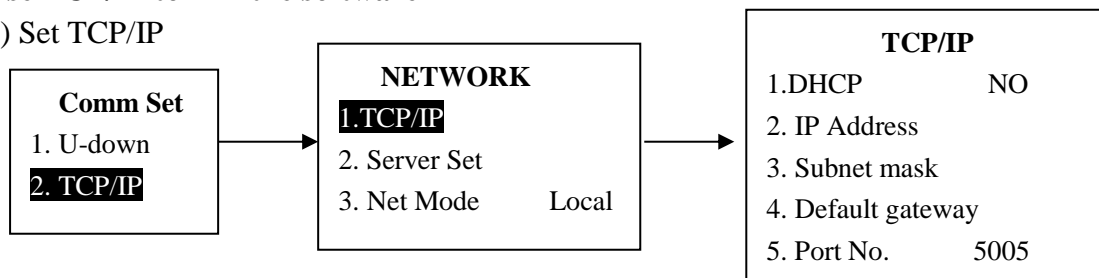 ) Set TCP/IP
Comm Set
1. U-down
2. TCP/IP
NETWORK
1.TCP/IP
2. Server Set
3. Net Mode Local
TCP/IP
1.DHCP NO
2. IP Address
3. Subnet mask
4. Default gateway
5. Port No. 5005